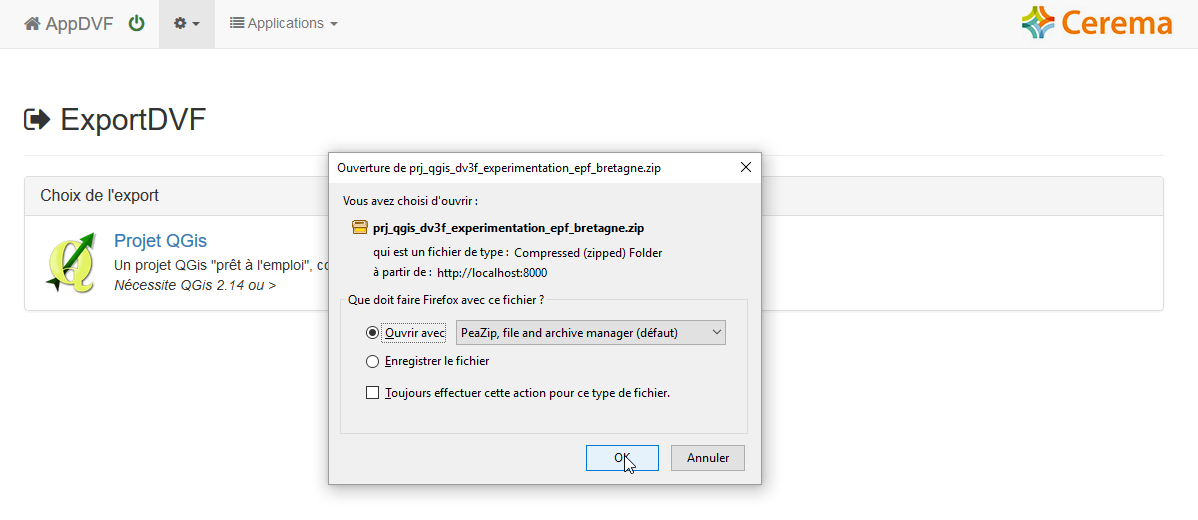 AppDVF
Applications
Cerema
ExportDVF
Choix de l'export
Projet QGis
Un projet QGis "prêt à l'emploi", co
Nécessite QGis 2.14 ou >
Ouverture de prj_qgis_dv3f_experimentation_epf_bretagne.zip
Vous avez choisi d'ouvrir :
prj_qgis_dv3f_experimentation_epf_bretagne.zip
qui est un fichier de type : Compressed (zipped) Folder
à partir de : http://localhost:8000
Que doit faire Firefox avec ce fichier ?
Ouvrir avec PeaZip, file and archive manager (défaut)
Enregistrer le fichier
Toujours effectuer cette action pour ce type de fichier.
OK Annuler